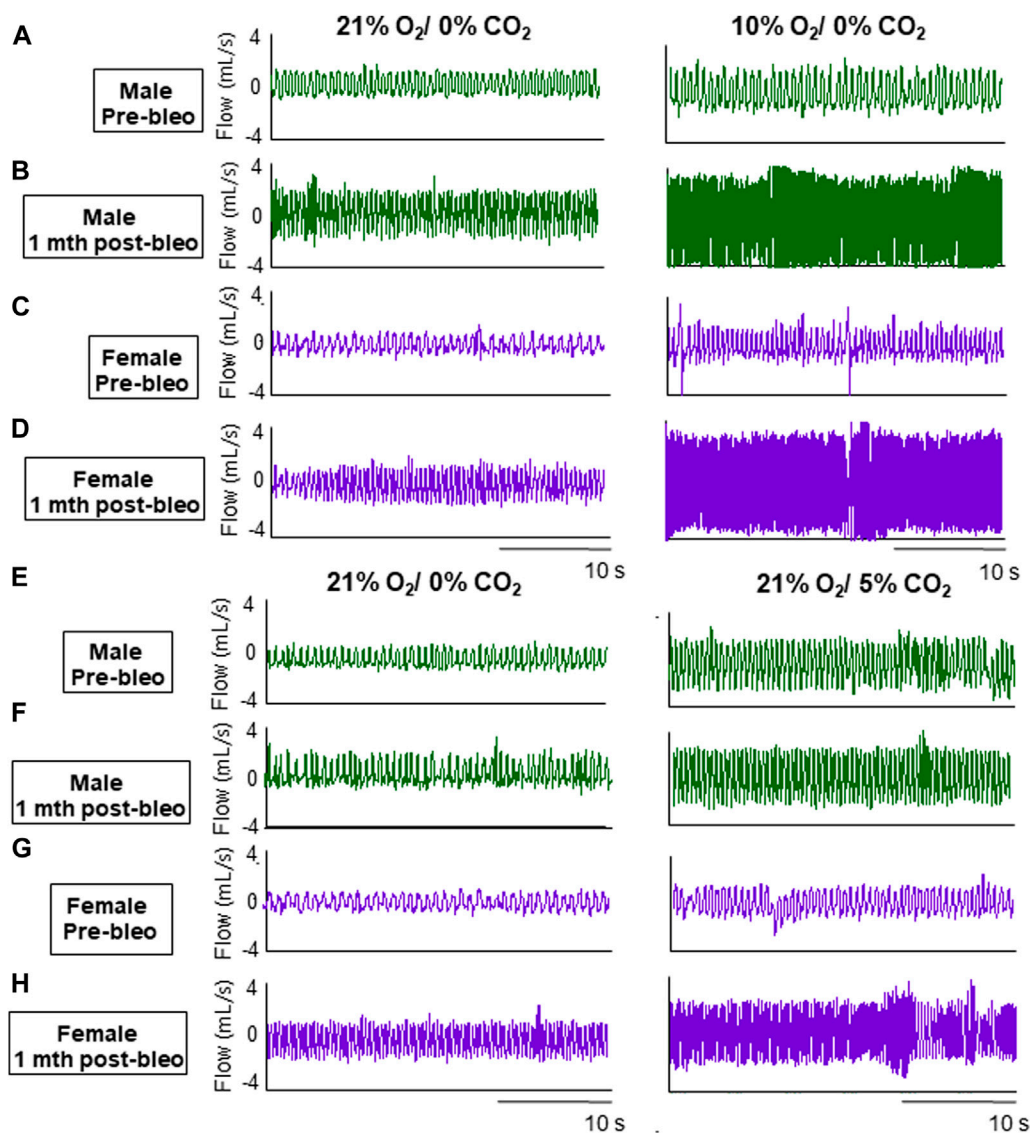 21% O₂/ 0% CO₂ 10% O₂/ 0% CO₂
A
Male
Pre-bleo
Flow (mL/s)
4
0
-4
B
Male
1 mth post-bleo
Flow (mL/s)
4
0
-4
C
Female
Pre-bleo
Flow (mL/s)
4
0
-4
D
Female
1 mth post-bleo
Flow (mL/s)
4
0
-4
10 s 10 s
21% O₂/ 0% CO₂ 21% O₂/ 5% CO₂
E
Male
Pre-bleo
Flow (mL/s)
4
0
-4
F
Male
1 mth post-bleo
Flow (mL/s)
4
0
-4
G
Female
Pre-bleo
Flow (mL/s)
4
0
-4
H
Female
1 mth post-bleo
Flow (mL/s)
4
0
-4
10 s 10 s